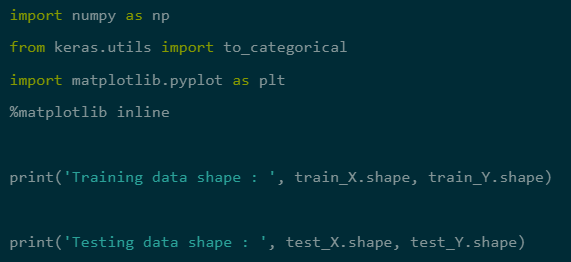 import numpy as np
from keras.utils import to_categorical
import matplotlib.pyplot as plt
%matplotlib inline
print('Training data shape : ', train_X.shape, train_Y.shape)
print('Testing data shape : ', test_X.shape, test_Y.shape)